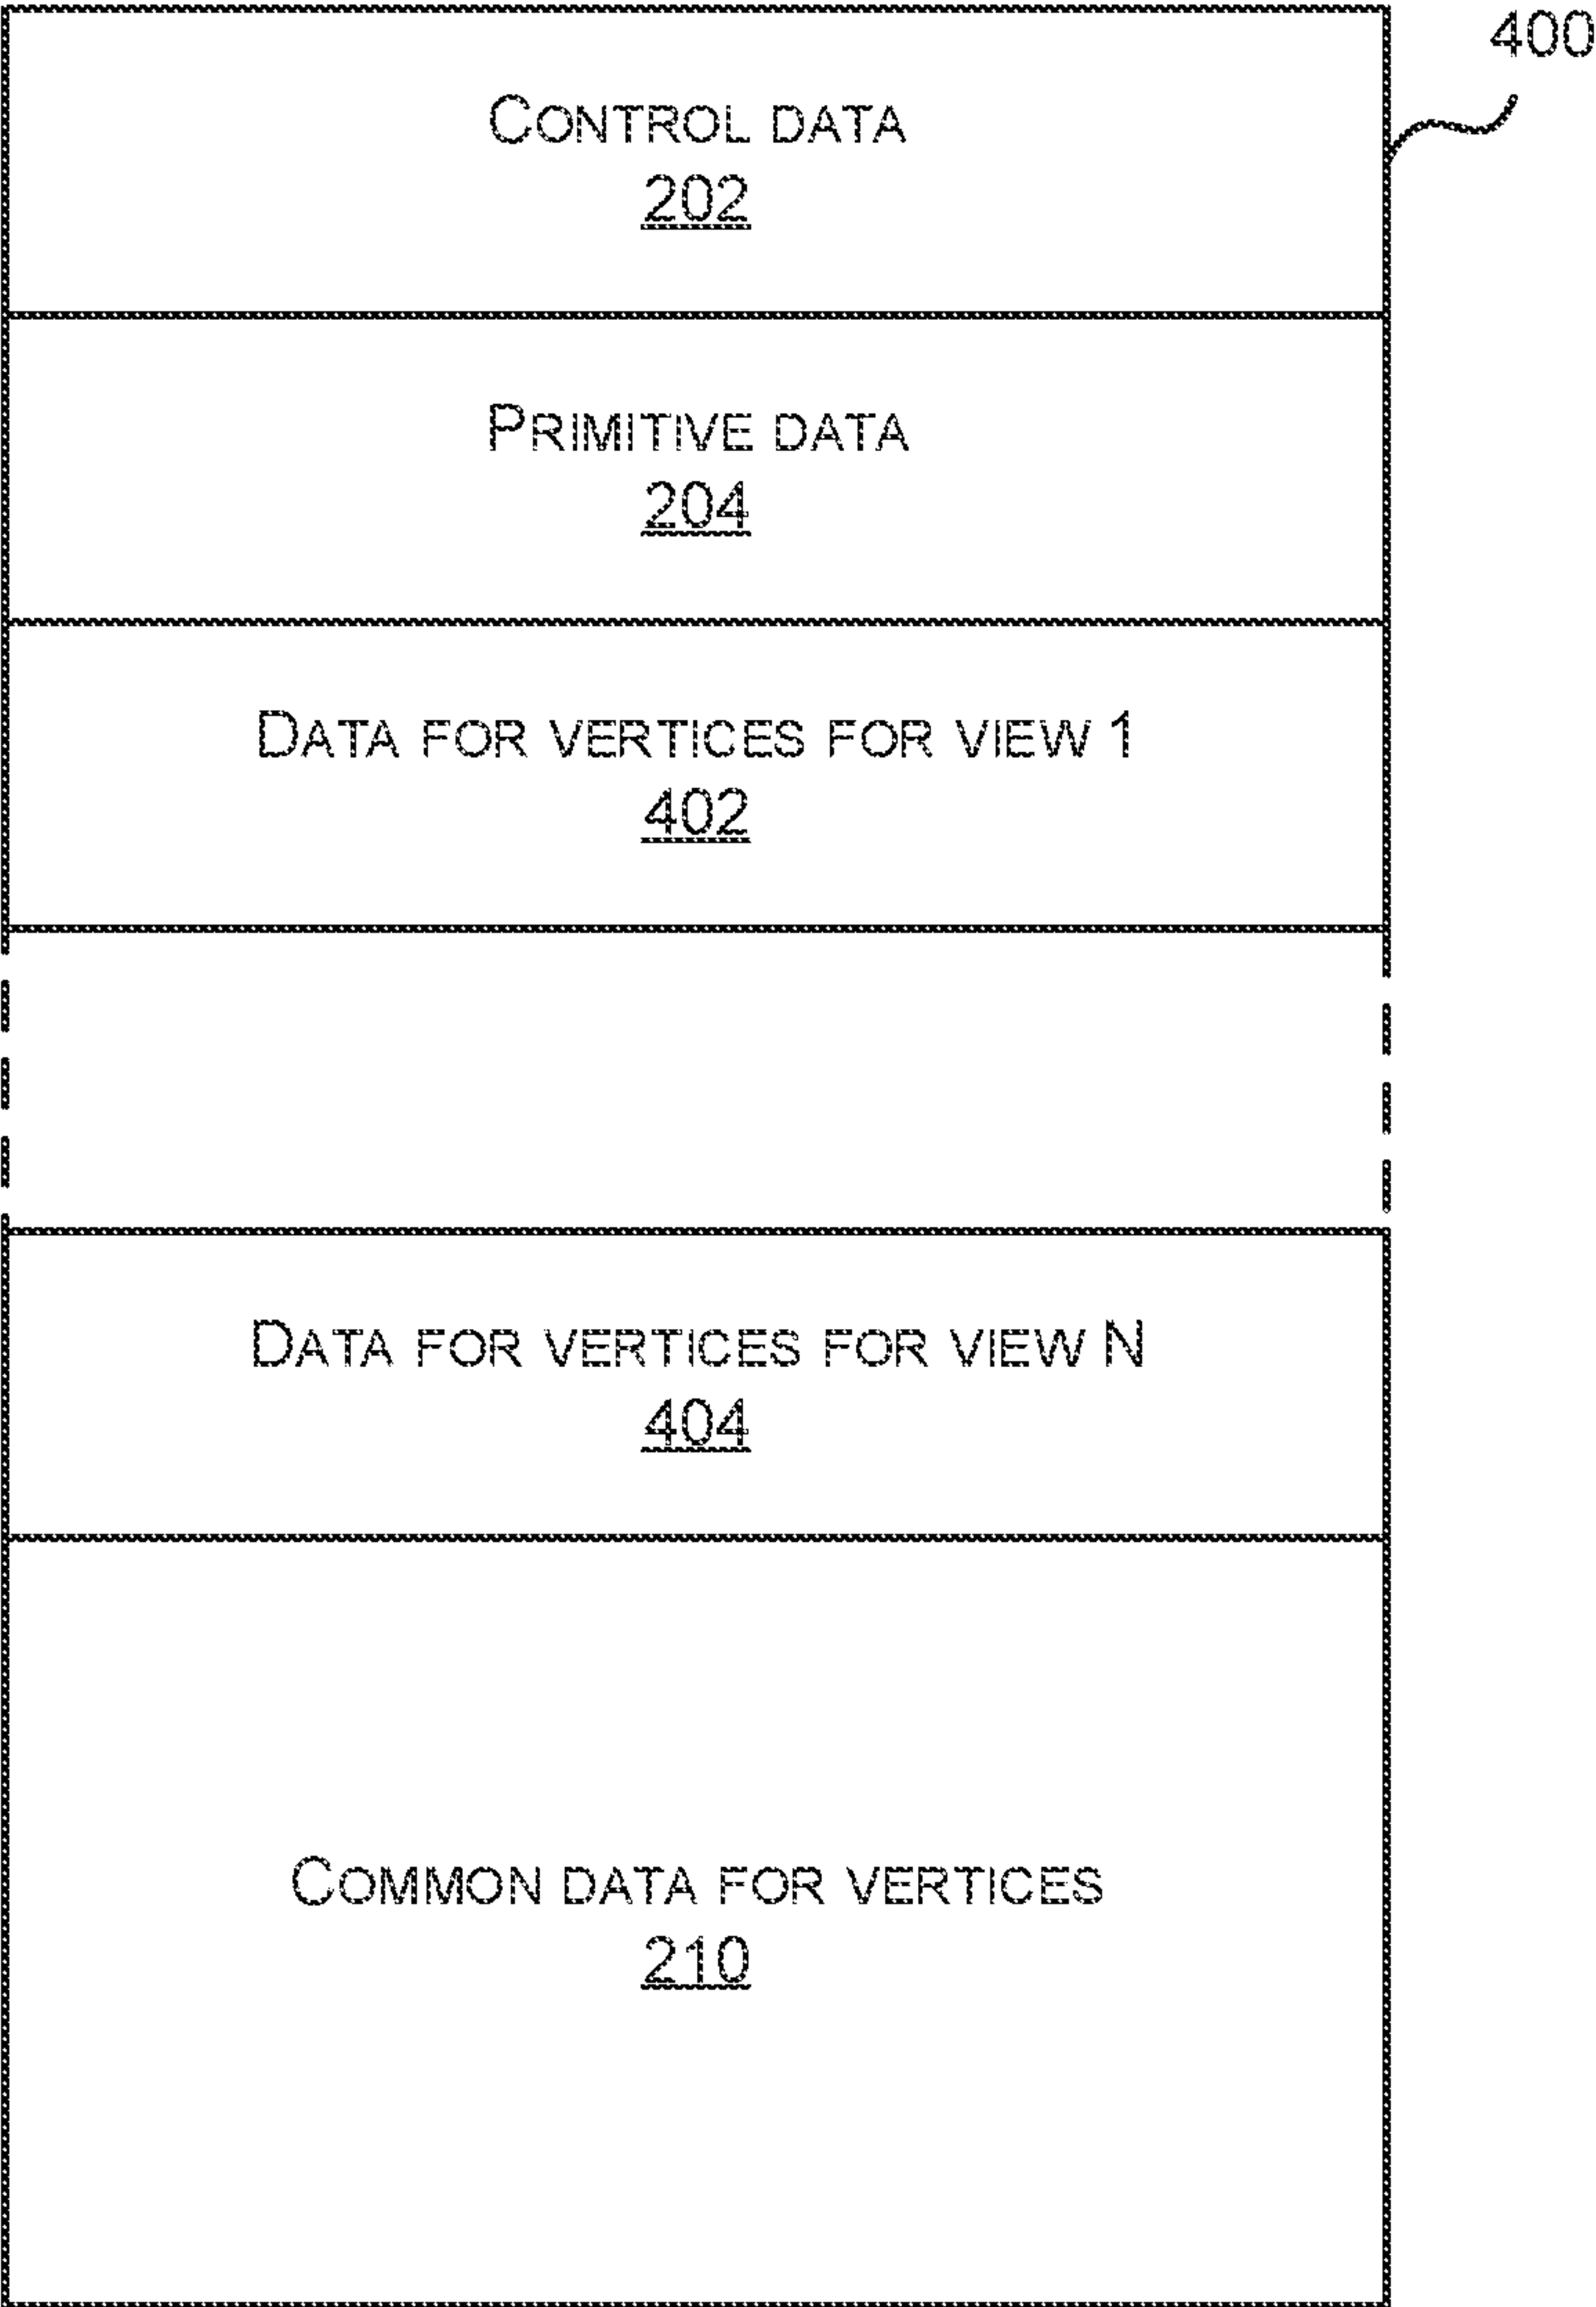 400
CONTROL DATA
202
PRIMITIVE DATA
204
DATA FOR VERTICES FOR VIEW 1
402
DATA FOR VERTICES FOR VIEW N
404
COMMON DATA FOR VERTICES
210